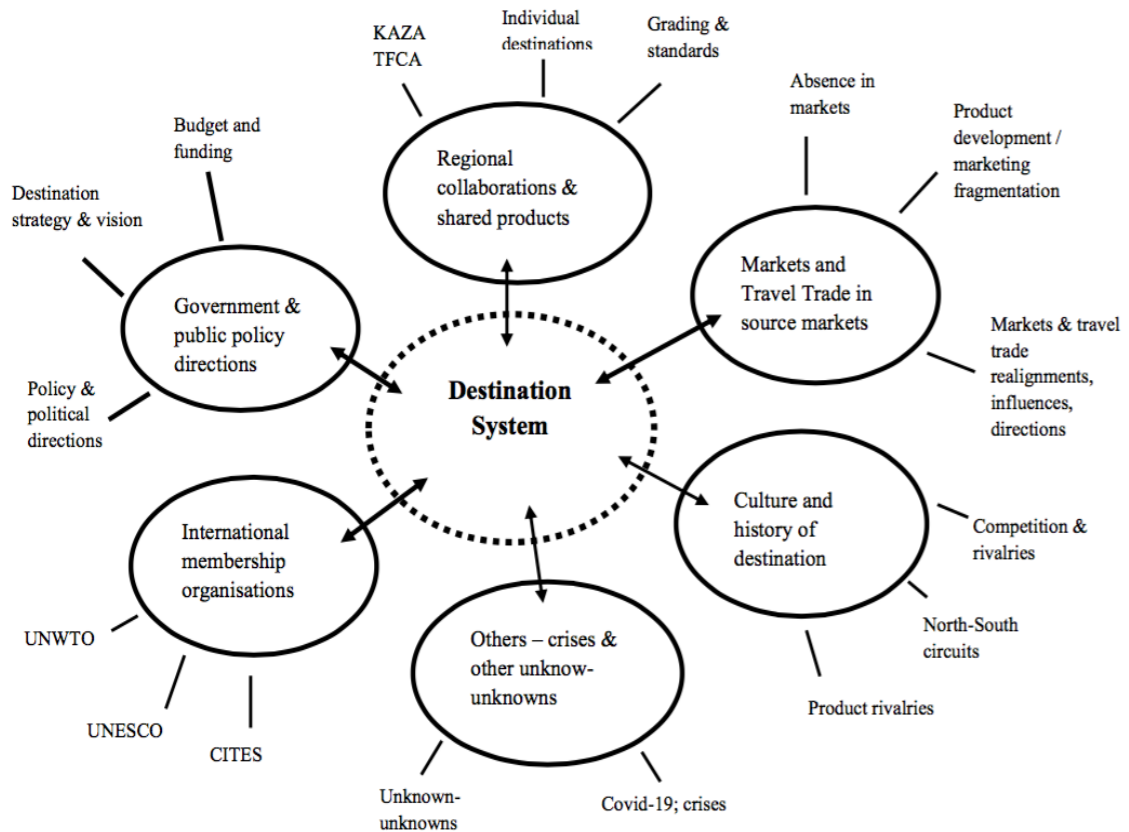 KAZA
TFCA
Individual
destinations
Grading &
standards
Regional
collaborations &
shared products
Absence in
markets
Product
development /
marketing
fragmentation
Markets and
Travel Trade in
source markets
Markets & travel
trade
realignments,
influences,
directions
Budget and
funding
Destination
strategy & vision
Government &
public policy
directions
Policy &
political
directions
Destination
System
Culture and
history of
destination
Competition &
rivalries
North-South
circuits
Product rivalries
International
membership
organisations
UNWTO
UNESCO
CITES
Others – crises &
other unknow-
unknowns
Unknown-
unknowns
Covid-19; crises